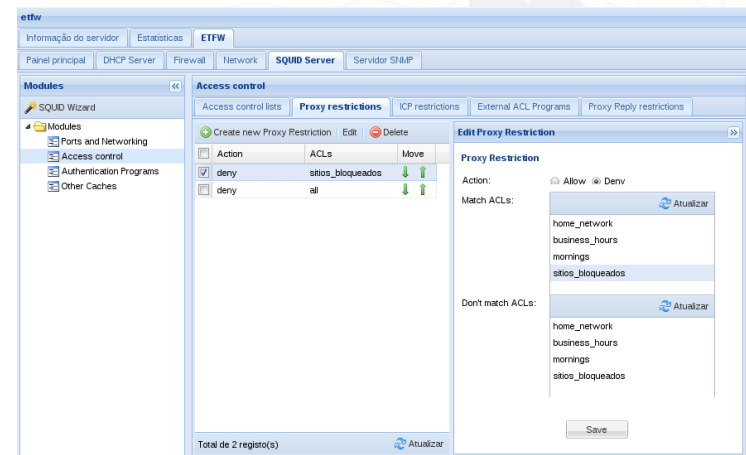 etfw
Informação do servidor Estatísticas ETFW
Painel principal DHCP Server Firewall Network SQUID Server Servidor SNMP
Modules
SQUID Wizard
Modules
Ports and Networking
Access control
Authentication Programs
Other Caches
Access control
Access control lists Proxy restrictions ICP restrictions External ACL Programs Proxy Reply restrictions
Create new Proxy Restriction Edit Delete
Action ACLs Move
deny sitios_bloqueados
deny all
Total de 2 registo(s) Atualizar
Edit Proxy Restriction
Proxy Restriction
Action: Allow Deny
Match ACLs: Atualizar
home_network
business_hours
mornings
sitios_bloqueados
Don't match ACLs: Atualizar
home_network
business_hours
mornings
sitios_bloqueados
Save